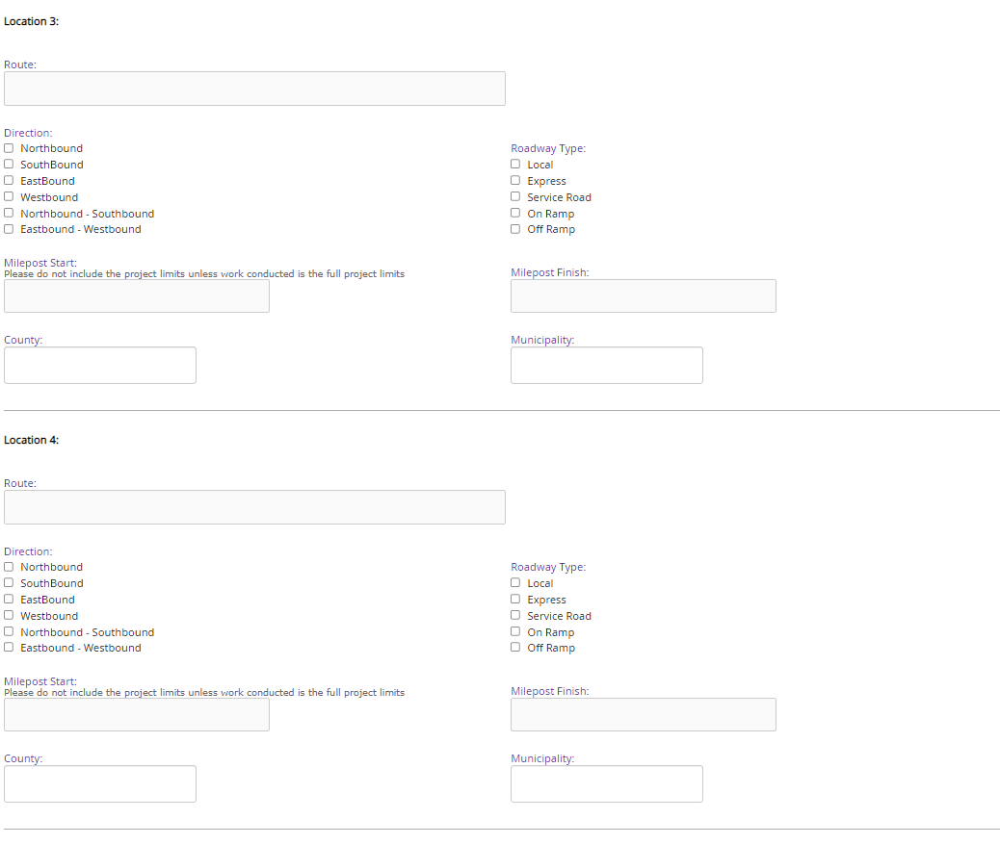 Location 3:
Route:
Direction:
Northbound
SouthBound
EastBound
Westbound
Northbound - Southbound
Eastbound - Westbound
Roadway Type:
Local
Express
Service Road
On Ramp
Off Ramp
Milepost Start:
Please do not include the project limits unless work conducted is the full project limits
Milepost Finish:
County:
Municipality:
Location 4:
Route:
Direction:
Northbound
SouthBound
EastBound
Westbound
Northbound - Southbound
Eastbound - Westbound
Roadway Type:
Local
Express
Service Road
On Ramp
Off Ramp
Milepost Start:
Please do not include the project limits unless work conducted is the full project limits
Milepost Finish:
County:
Municipality: